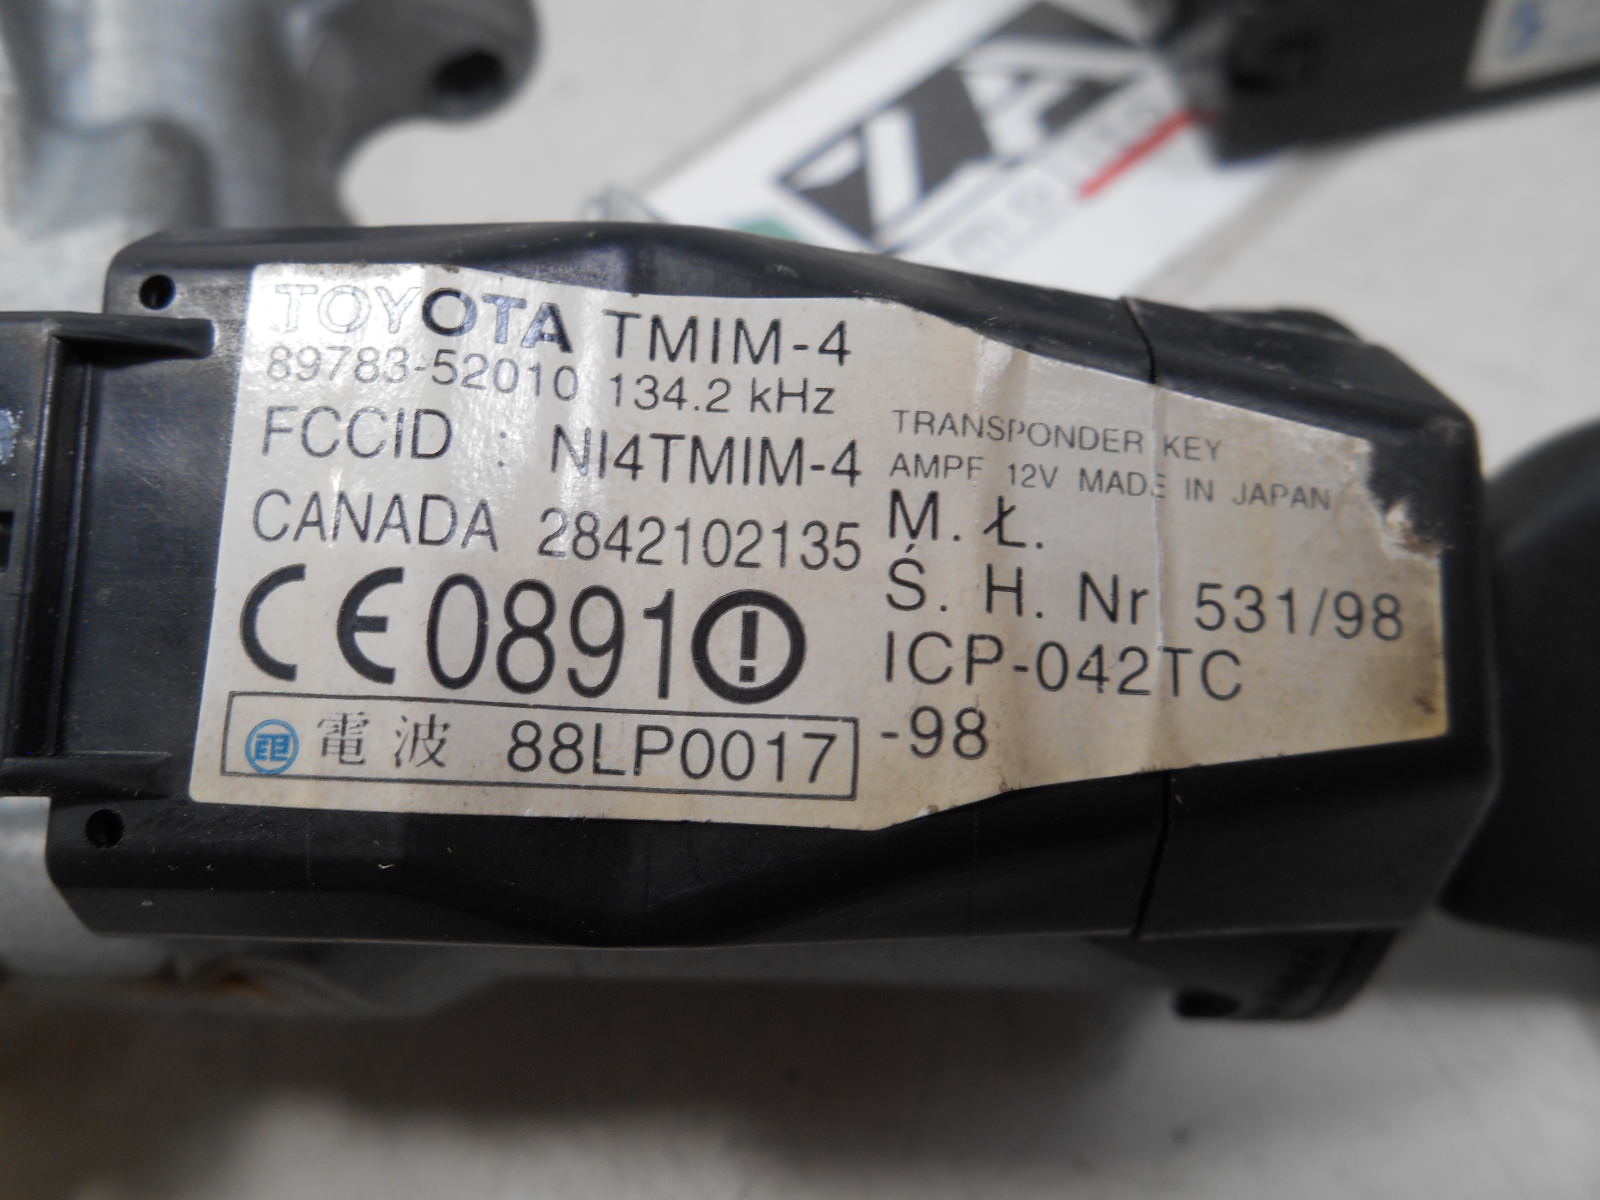 TOYOTA TMIM-4
89783-52010 134.2 kHz
FCCID : NI4TMIM-4
CANADA 2842102135
CE0891
電波 88LP0017
TRANSPONDER KEY
AMPF 12V MADE IN JAPAN
M. Ł.
Ś. H. Nr 531/98
ICP-042TC
-98